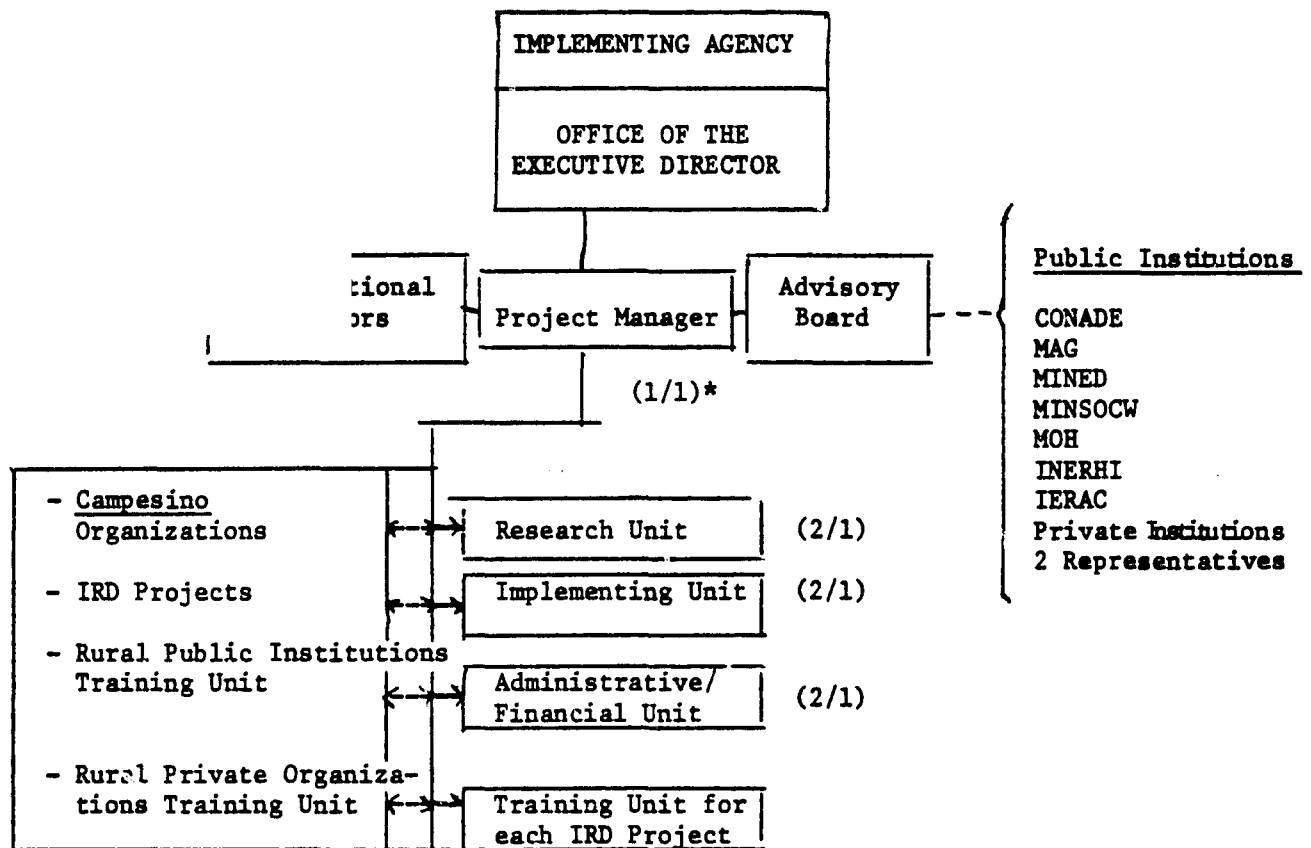 IMPLEMENTING AGENCY
OFFICE OF THE
EXECUTIVE DIRECTOR
tional
ors
Project Manager
Advisory
Board
(1/1)*
Public Institutions
CONADE
MAG
MINED
MINSOCW
MOH
INERHI
IERAC
Private Institutions
2 Representatives
- Campesino
Organizations
- IRD Projects
- Rural Public Institutions
Training Unit
- Rural Private Organiza-
tions Training Unit
Research Unit (2/1)
Implementing Unit (2/1)
Administrative/
Financial Unit (2/1)
Training Unit for
each IRD Project